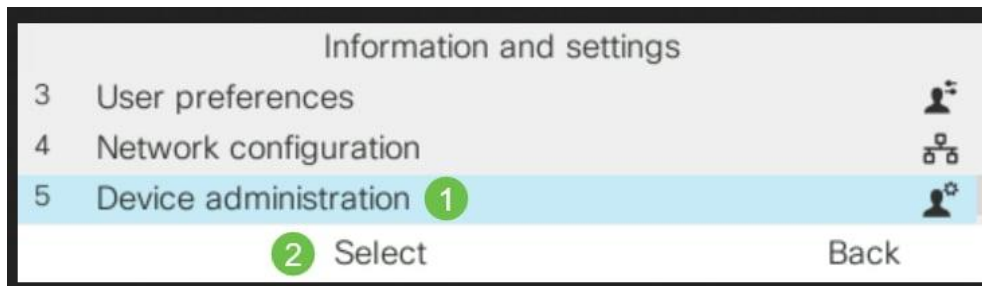 Information and settings
3 User preferences
4 Network configuration
5 Device administration 1
2 Select Back